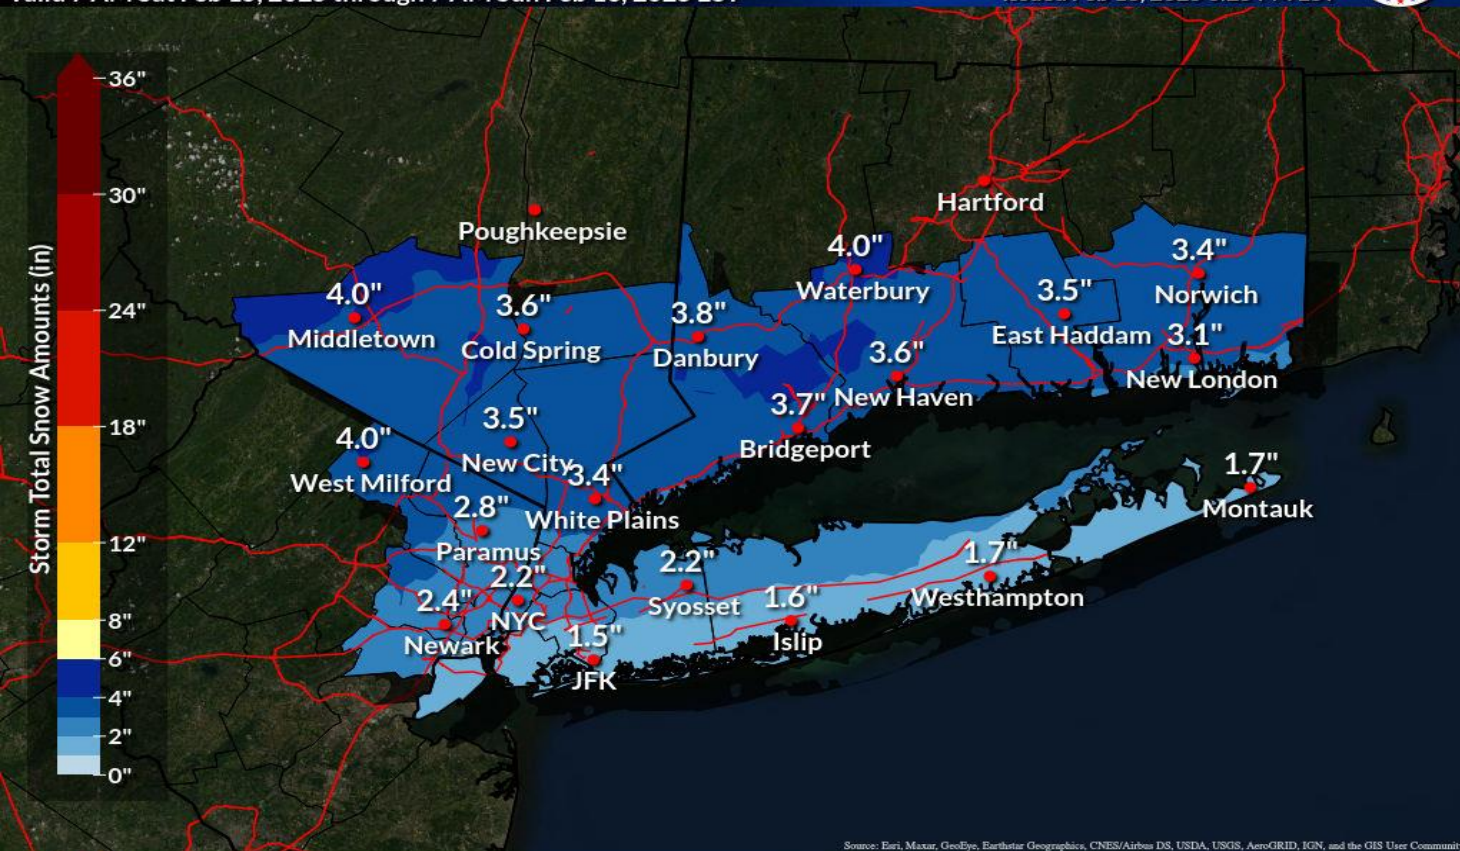 36"
30"
24"
18"
12"
8"
6"
4"
2"
0"
Storm Total Snow Amounts (in)
Poughkeepsie
Hartford
4.0"
Middletown
3.6"
Cold Spring
3.8"
Danbury
4.0"
Waterbury
3.5"
East Haddam
3.4"
Norwich
3.1"
New London
3.6"
New Haven
3.7"
Bridgeport
4.0"
West Milford
3.5"
New City
3.4"
White Plains
2.8"
Paramus
2.2"
NYC
2.4"
Newark
1.5"
JFK
2.2"
Syosset
1.6"
Islip
1.7"
Westhampton
1.7"
Montauk
Source: Esri, Maxar, GeoEye, Earthstar Geographics, CNES/Airbus DS, USDA, USGS, AeroGRID, IGN, and the GIS User Communit